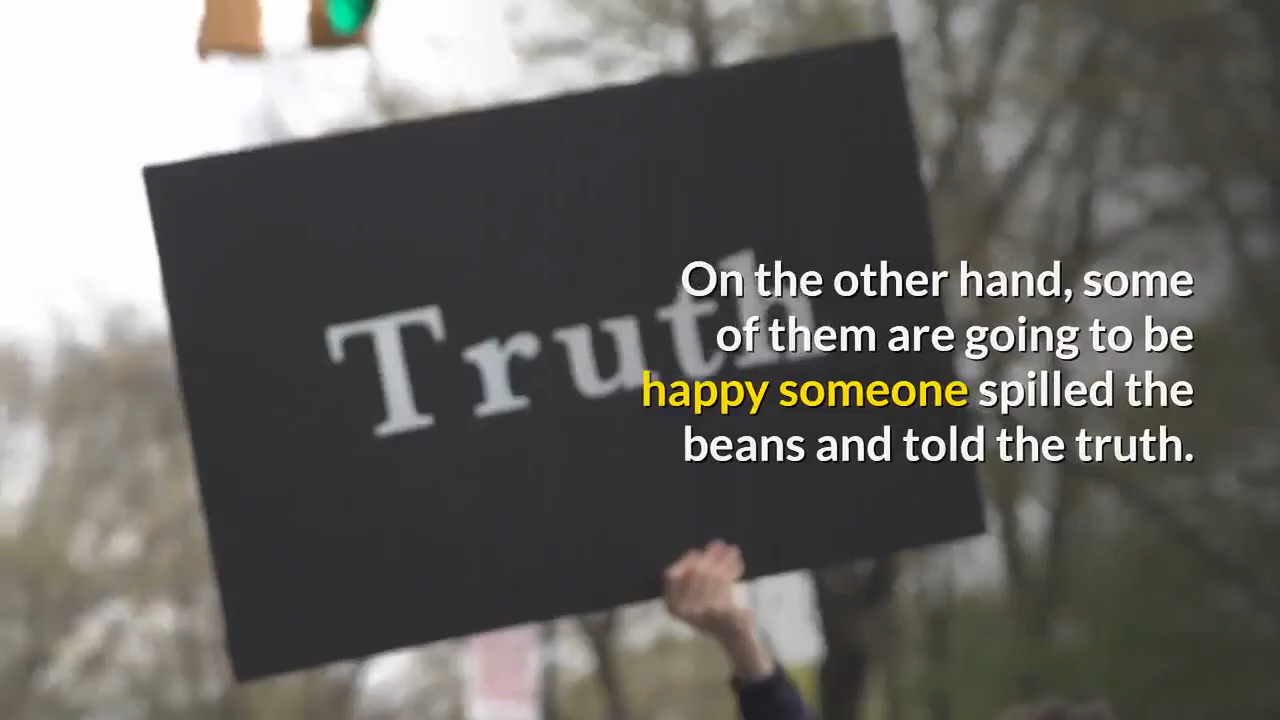 Truth
On the other hand, some
of them are going to be
happy someone spilled the
beans and told the truth.